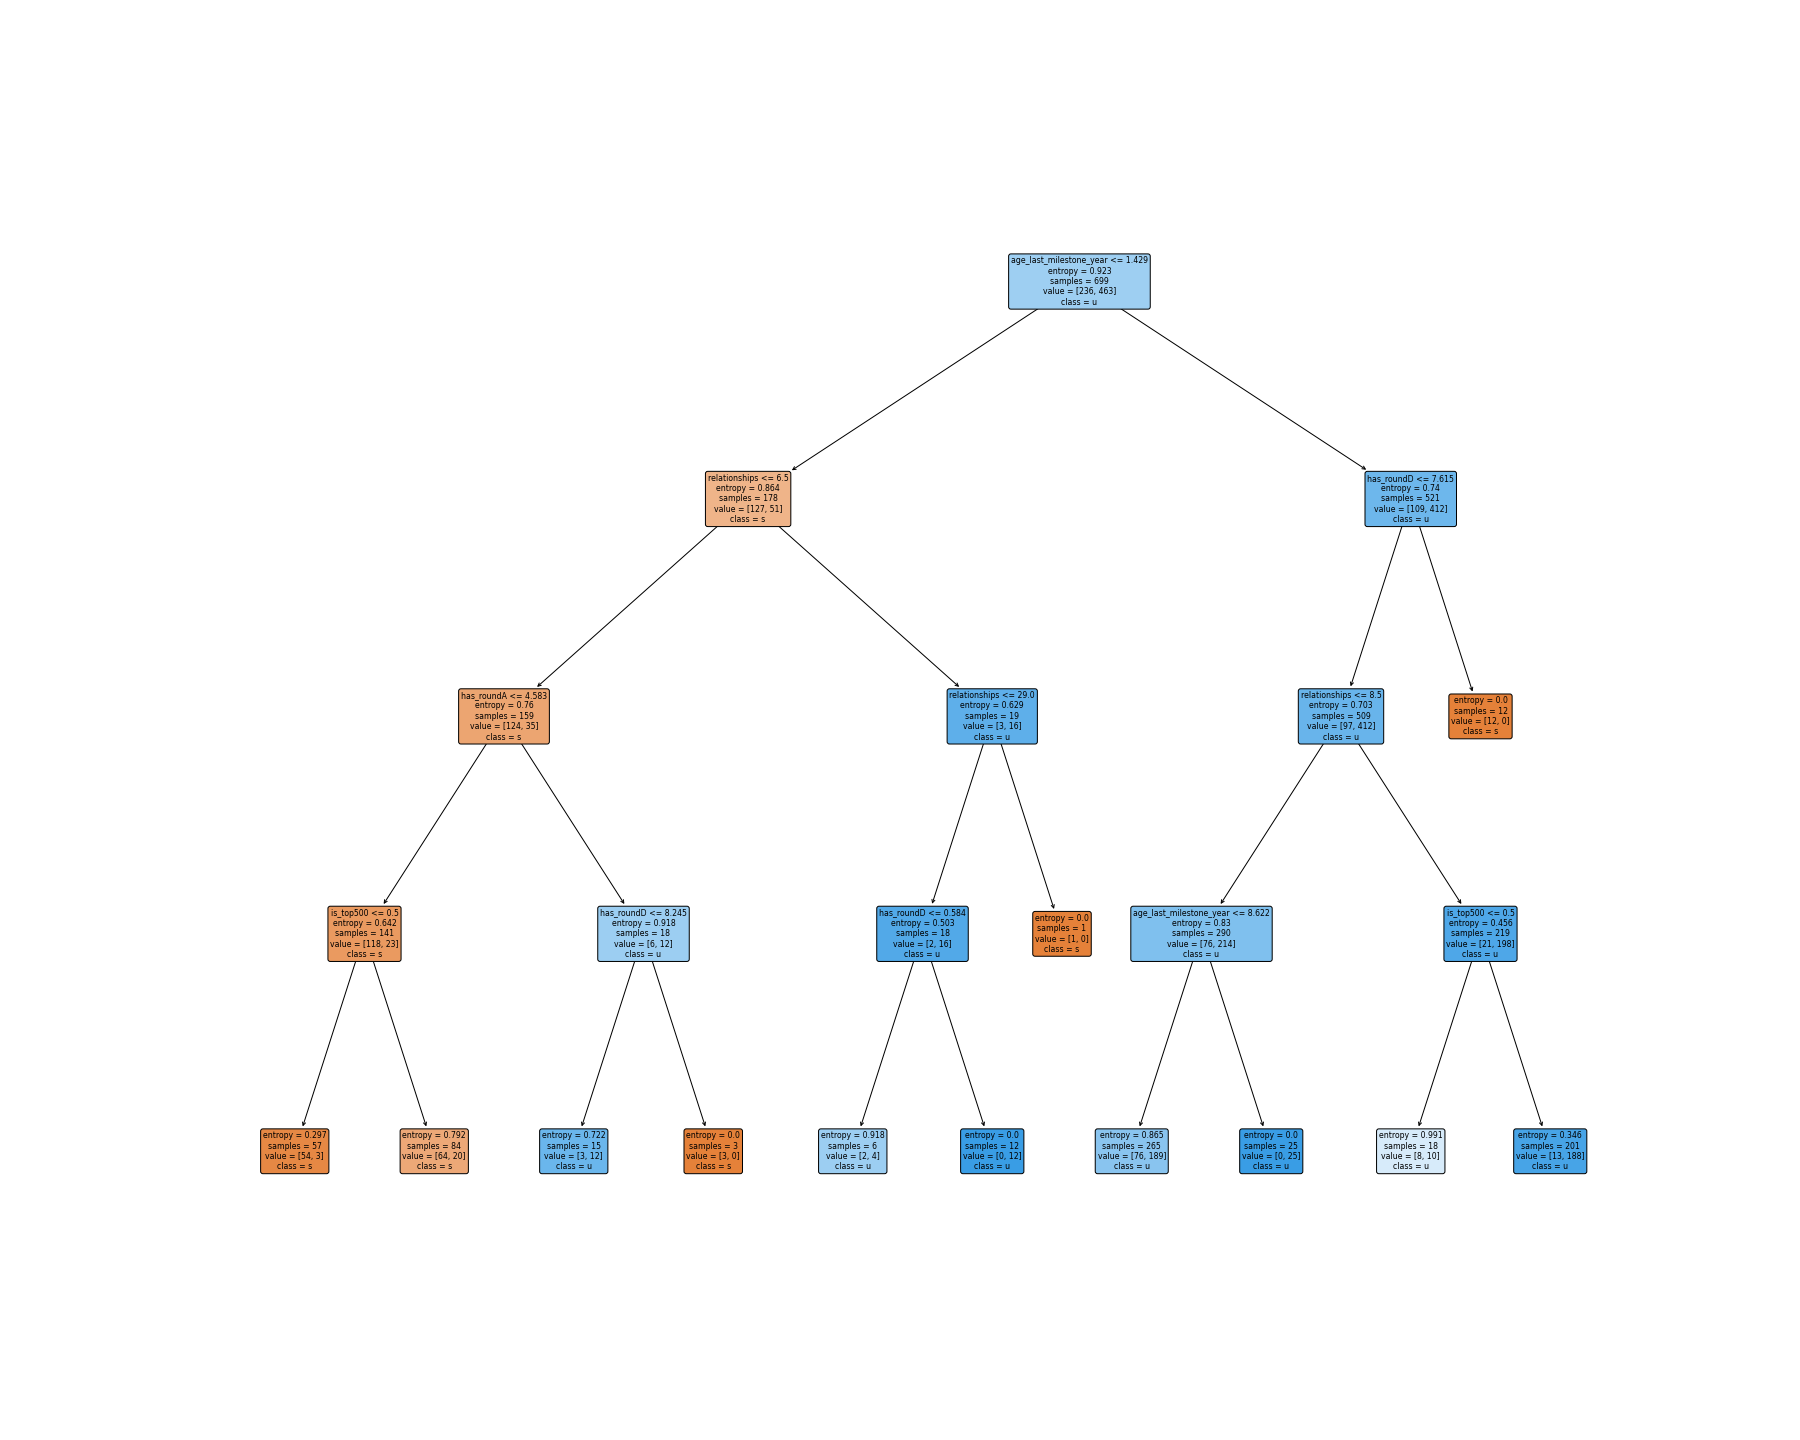 age_last_milestone_year <= 1.429
entropy = 0.923
samples = 699
value = [236, 463]
class = u
relationships <= 6.5
entropy = 0.864
samples = 178
value = [127, 51]
class = s
has_roundD <= 7.615
entropy = 0.74
samples = 521
value = [109, 412]
class = u
has_roundA <= 4.583
entropy = 0.76
samples = 159
value = [124, 35]
class = s
relationships <= 29.0
entropy = 0.629
samples = 19
value = [3, 16]
class = u
relationships <= 8.5
entropy = 0.703
samples = 509
value = [97, 412]
class = u
entropy = 0.0
samples = 12
value = [12, 0]
class = s
is_top500 <= 0.5
entropy = 0.642
samples = 141
value = [118, 23]
class = s
has_roundD <= 8.245
entropy = 0.918
samples = 18
value = [6, 12]
class = u
has_roundD <= 0.584
entropy = 0.503
samples = 18
value = [2, 16]
class = u
entropy = 0.0
samples = 1
value = [1, 0]
class = s
age_last_milestone_year <= 8.622
entropy = 0.83
samples = 290
value = [76, 214]
class = u
is_top500 <= 0.5
entropy = 0.456
samples = 219
value = [21, 198]
class = u
entropy = 0.297
samples = 57
value = [54, 3]
class = s
entropy = 0.792
samples = 84
value = [64, 20]
class = s
entropy = 0.722
samples = 15
value = [3, 12]
class = u
entropy = 0.0
samples = 3
value = [3, 0]
class = s
entropy = 0.918
samples = 6
value = [2, 4]
class = u
entropy = 0.0
samples = 12
value = [0, 12]
class = u
entropy = 0.865
samples = 265
value = [76, 189]
class = u
entropy = 0.0
samples = 25
value = [0, 25]
class = u
entropy = 0.991
samples = 18
value = [8, 10]
class = u
entropy = 0.346
samples = 201
value = [13, 188]
class = u